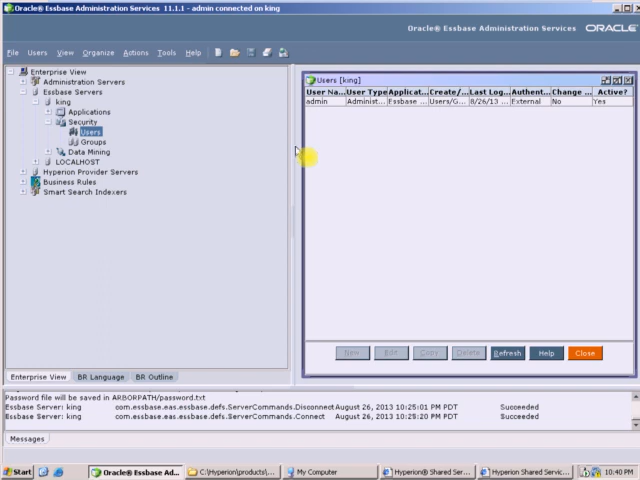 Oracle® Essbase Administration Services 11.1.1 - admin connected on king
Oracle® Essbase Administration Services ORACLE
File Users View Organize Actions Tools Help
Enterprise View
Administration Servers
Essbase Servers
king
Applications
Security
Users
Groups
Data Mining
LOCALHOST
Hyperion Provider Servers
Business Rules
Smart Search Indexers
Users [king]
User Na... User Type Applicat... Create/... Last Log... Authent... Change ... Active?
admin Administ... Essbase ... Users/G... 8/26/13 ... External No Yes
New Edit Copy Delete Refresh Help Close
Enterprise View BR Language BR Outline
Password file will be saved in ARBORPATH/password.txt
Essbase Server: king com.essbase.eas.essbase.defs.ServerCommands.Disconnect August 26, 2013 10:25:01 PM PDT Succeeded
Essbase Server: king com.essbase.eas.essbase.defs.ServerCommands.Connect August 26, 2013 10:25:20 PM PDT Succeeded
Messages
Start Oracle® Essbase Ad... C:\Hyperion\products\... My Computer Hyperion® Shared Ser... Hyperion Shared Servic... 10:40 PM